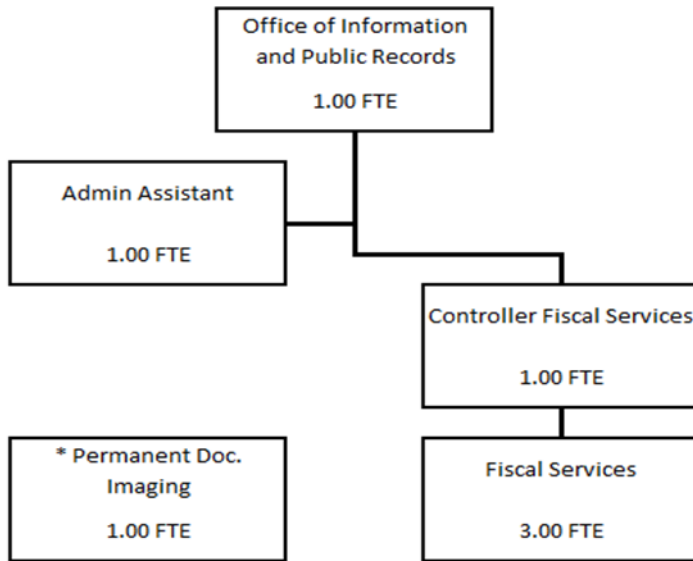 Office of Information
and Public Records
1.00 FTE
Admin Assistant
1.00 FTE
Controller Fiscal Services
1.00 FTE
* Permanent Doc.
Imaging
1.00 FTE
Fiscal Services
3.00 FTE